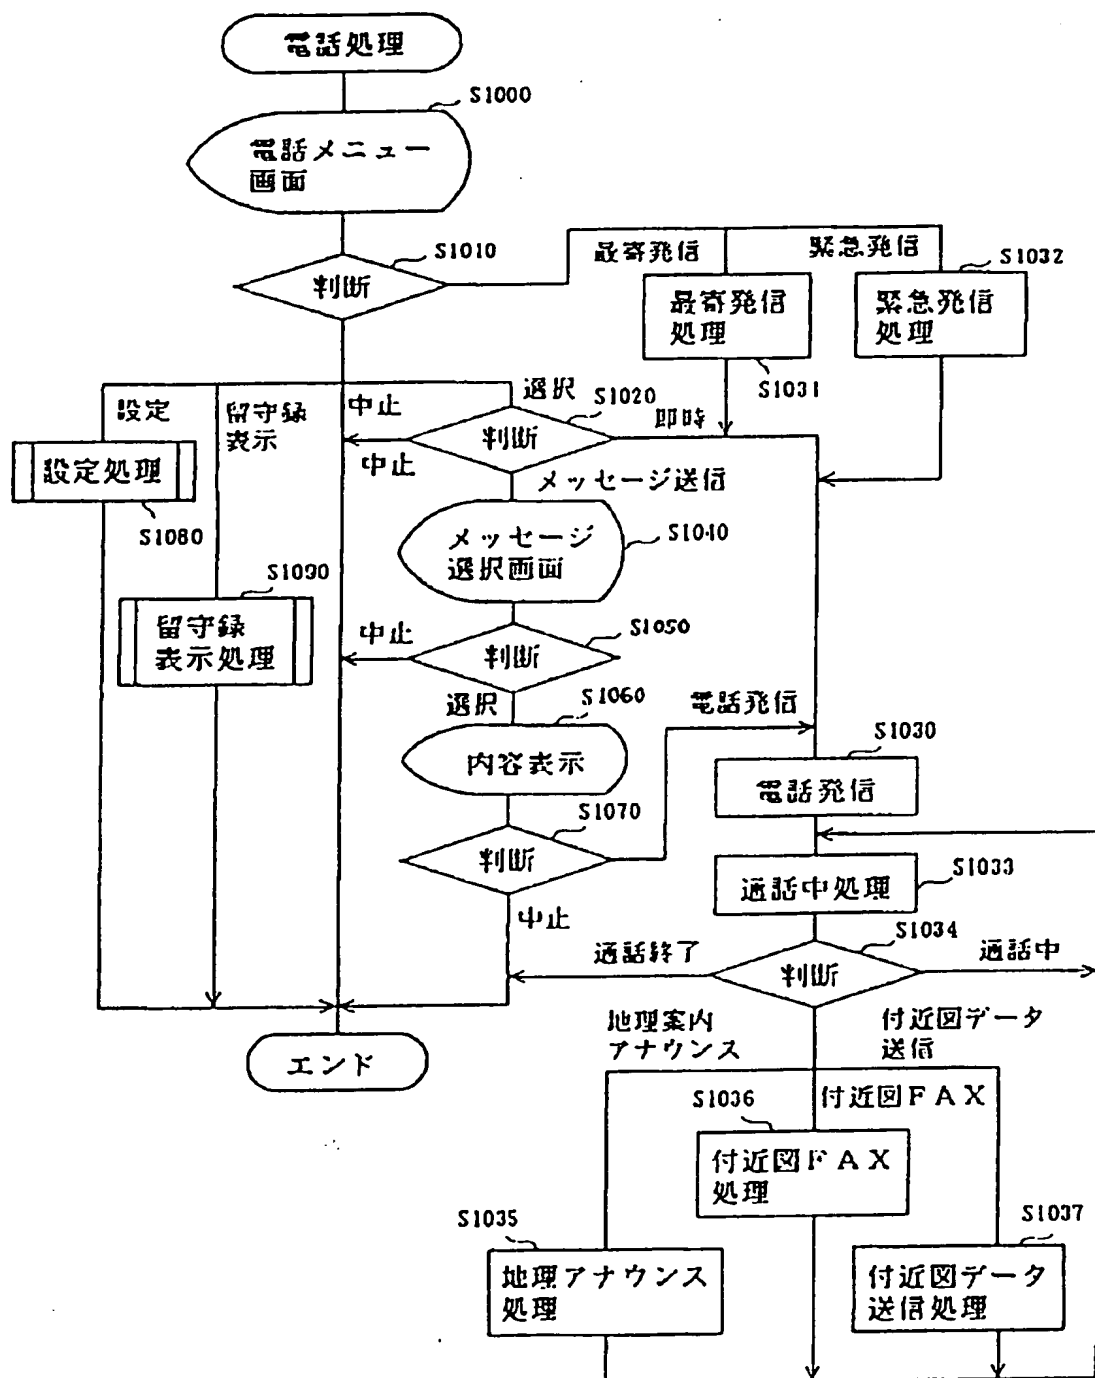 電話処理
S1000
電話メニュー
画面
S1010
判断
最寄発信
緊急発信
S1032
最寄発信
処理
緊急発信
処理
S1031
設定
留守録
表示
中止
選択
S1020
即時
判断
中止
メッセージ送信
設定処理
S1080
メッセージ
選択画面
S1040
S1090
留守録
表示処理
中止
S1050
判断
選択
S1060
電話発信
内容表示
S1030
電話発信
S1070
判断
通話中処理
S1033
中止
S1034
通話終了
判断
通話中
エンド
地理案内
アナウンス
付近図データ
送信
S1036
付近図FAX
付近図FAX
処理
S1035
S1037
地理アナウンス
処理
付近図データ
送信処理